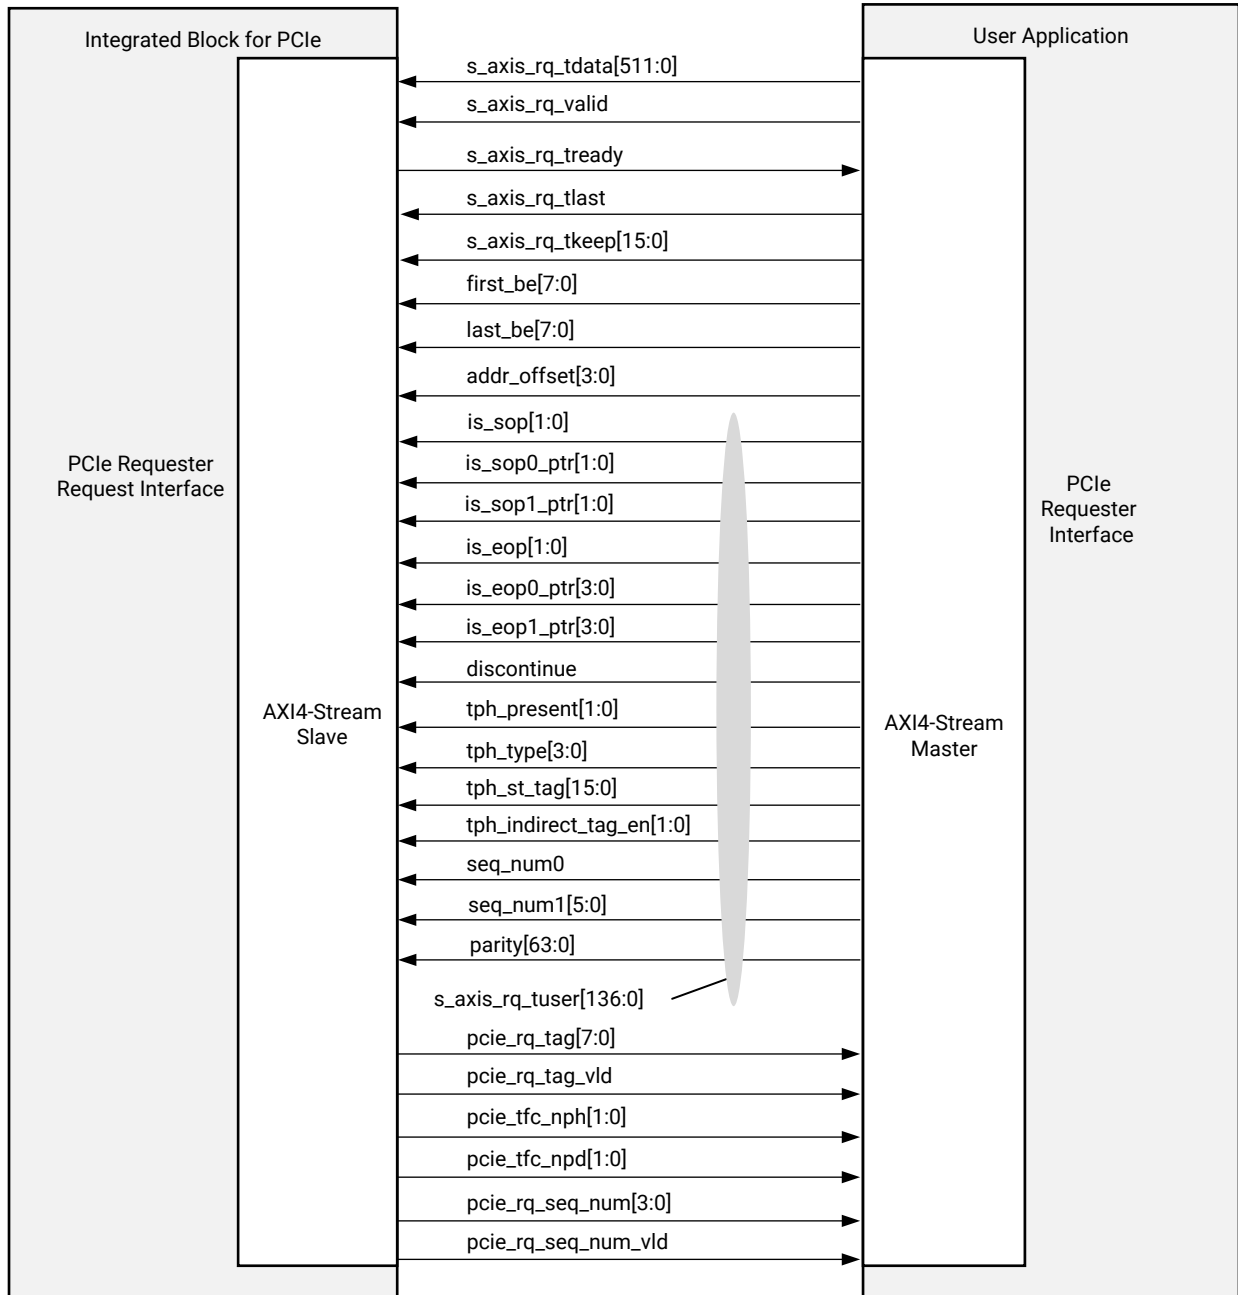 Integrated Block for PCIe
User Application
s_axis_rq_tdata[511:0]
s_axis_rq_valid
s_axis_rq_tready
s_axis_rq_tlast
s_axis_rq_tkeep[15:0]
first_be[7:0]
last_be[7:0]
addr_offset[3:0]
is_sop[1:0]
is_sop0_ptr[1:0]
is_sop1_ptr[1:0]
is_eop[1:0]
is_eop0_ptr[3:0]
is_eop1_ptr[3:0]
discontinue
tph_present[1:0]
tph_type[3:0]
tph_st_tag[15:0]
tph_indirect_tag_en[1:0]
seq_num0
seq_num1[5:0]
parity[63:0]
s_axis_rq_tuser[136:0]
pcie_rq_tag[7:0]
pcie_rq_tag_vld
pcie_tfc_nph[1:0]
pcie_tfc_npd[1:0]
pcie_rq_seq_num[3:0]
pcie_rq_seq_num_vld
PCIe Requester
Request Interface
AXI4-Stream
Slave
PCIe
Requester
Interface
AXI4-Stream
Master